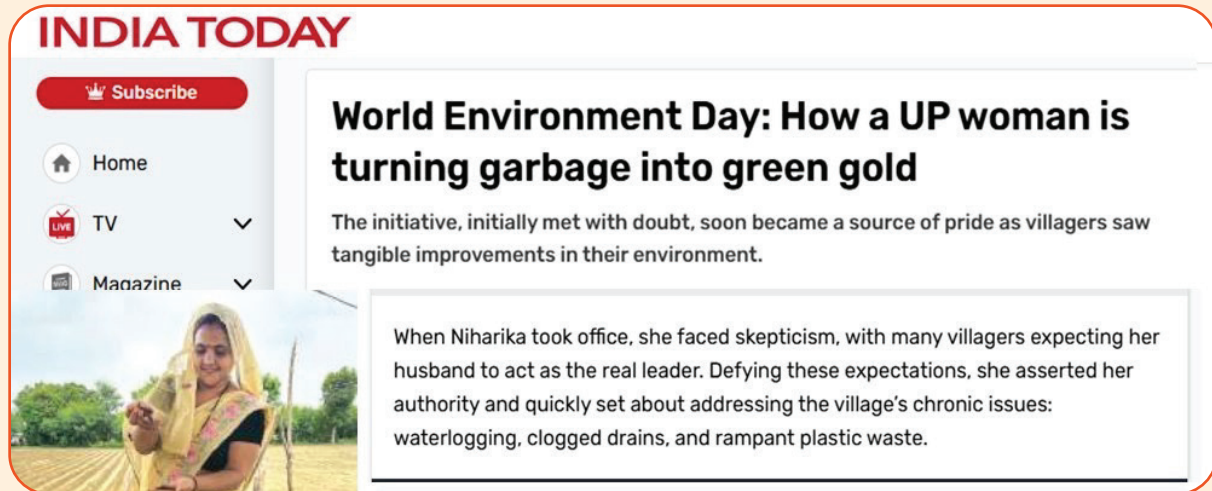 INDIA TODAY
Subscribe
Home
LIVE
TV
Magazine
World Environment Day: How a UP woman is
turning garbage into green gold
The initiative, initially met with doubt, soon became a source of pride as villagers saw
tangible improvements in their environment.
When Niharika took office, she faced skepticism, with many villagers expecting her
husband to act as the real leader. Defying these expectations, she asserted her
authority and quickly set about addressing the village's chronic issues:
waterlogging, clogged drains, and rampant plastic waste.